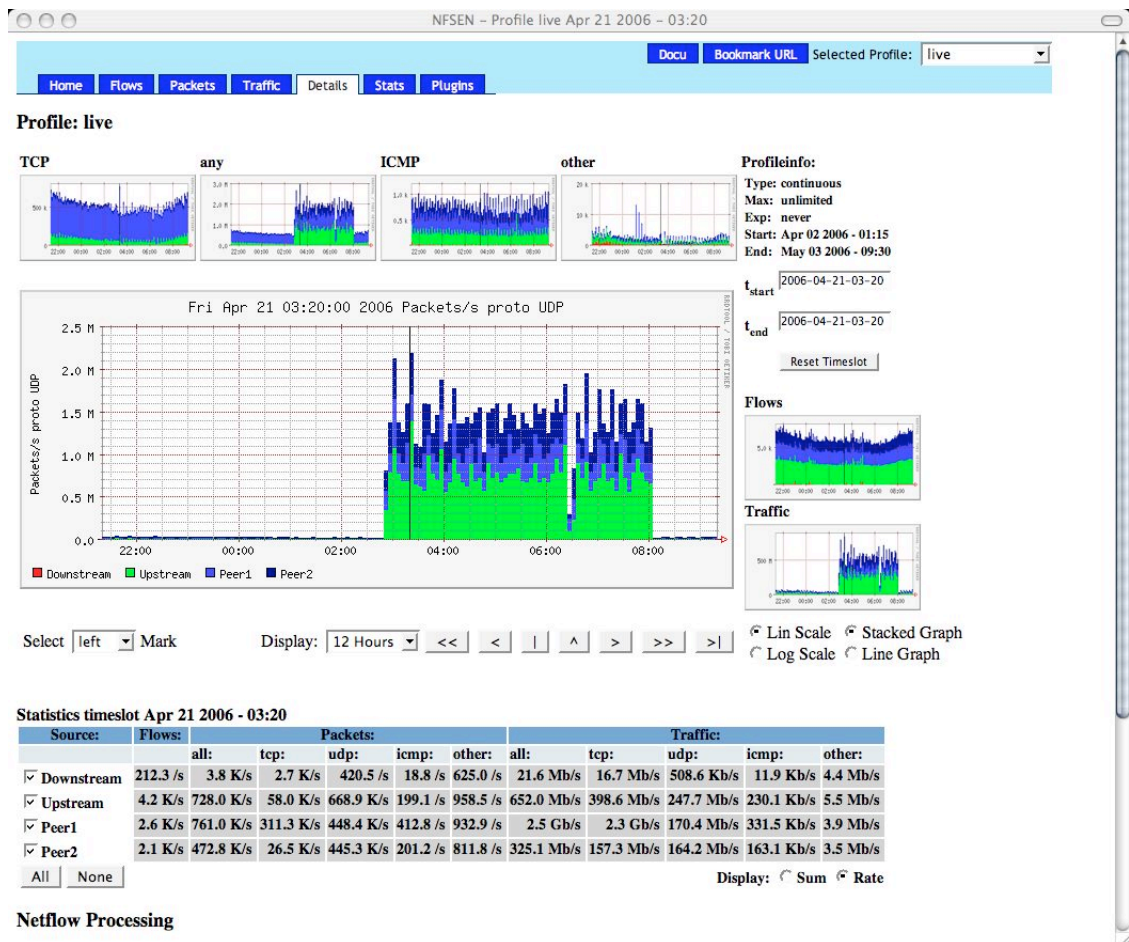 NFSEN – Profile live Apr 21 2006 – 03:20
Docu Bookmark URL Selected Profile: live
Home Flows Packets Traffic Details Stats Plugins
Profile: live
TCP any ICMP other Profileinfo:
Type: continuous
Max: unlimited
Exp: never
Start: Apr 02 2006 - 01:15
End: May 03 2006 - 09:30
t start 2006-04-21-03-20
t end 2006-04-21-03-20
Reset Timeslot
Fri Apr 21 03:20:00 2006 Packets/s proto UDP
Packets/s proto UDP
2.5 M
2.0 M
1.5 M
1.0 M
0.5 M
0.0
22:00 00:00 02:00 04:00 06:00 08:00
Downstream Upstream Peer1 Peer2
RRDTOOL / TOBI OETIKER
Flows
Traffic
Select left Mark Display: 12 Hours << < | ^ > >> >|
Lin Scale Stacked Graph
Log Scale Line Graph
Statistics timeslot Apr 21 2006 - 03:20
Source: Flows: Packets: Traffic:
all: tcp: udp: icmp: other: all: tcp: udp: icmp: other:
Downstream 212.3 /s 3.8 K/s 2.7 K/s 420.5 /s 18.8 /s 625.0 /s 21.6 Mb/s 16.7 Mb/s 508.6 Kb/s 11.9 Kb/s 4.4 Mb/s
Upstream 4.2 K/s 728.0 K/s 58.0 K/s 668.9 K/s 199.1 /s 958.5 /s 652.0 Mb/s 398.6 Mb/s 247.7 Mb/s 230.1 Kb/s 5.5 Mb/s
Peer1 2.6 K/s 761.0 K/s 311.3 K/s 448.4 K/s 412.8 /s 932.9 /s 2.5 Gb/s 2.3 Gb/s 170.4 Mb/s 331.5 Kb/s 3.9 Mb/s
Peer2 2.1 K/s 472.8 K/s 26.5 K/s 445.3 K/s 201.2 /s 811.8 /s 325.1 Mb/s 157.3 Mb/s 164.2 Mb/s 163.1 Kb/s 3.5 Mb/s
All None Display: Sum Rate
Netflow Processing